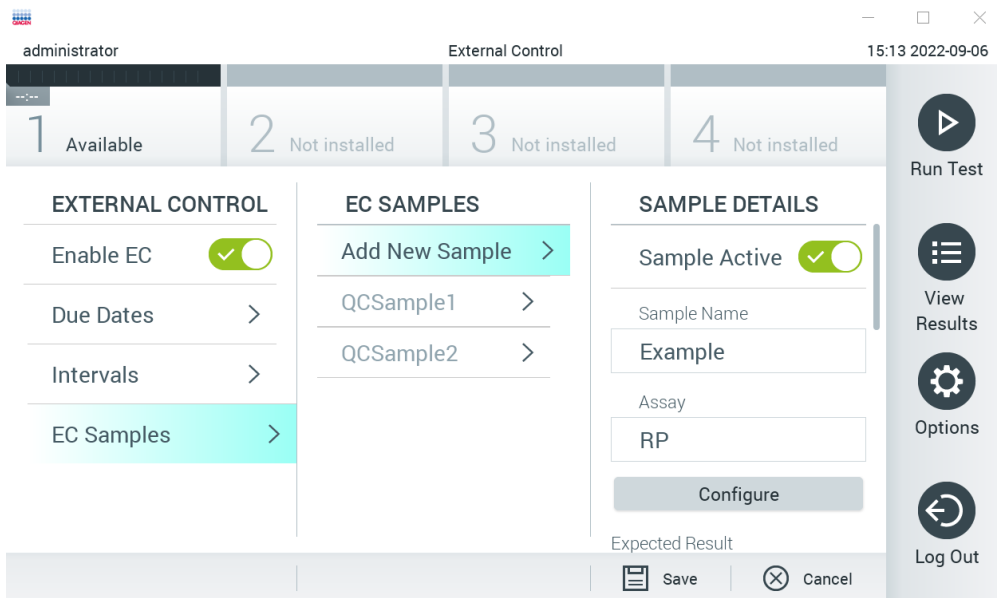 QIAGEN
administrator
External Control
15:13 2022-09-06
--:--
1 Available
2 Not installed
3 Not installed
4 Not installed
Run Test
View
Results
Options
Log Out
EXTERNAL CONTROL
Enable EC
Due Dates
Intervals
EC Samples
EC SAMPLES
Add New Sample
QCSample1
QCSample2
SAMPLE DETAILS
Sample Active
Sample Name
Example
Assay
RP
Configure
Expected Result
Save
Cancel